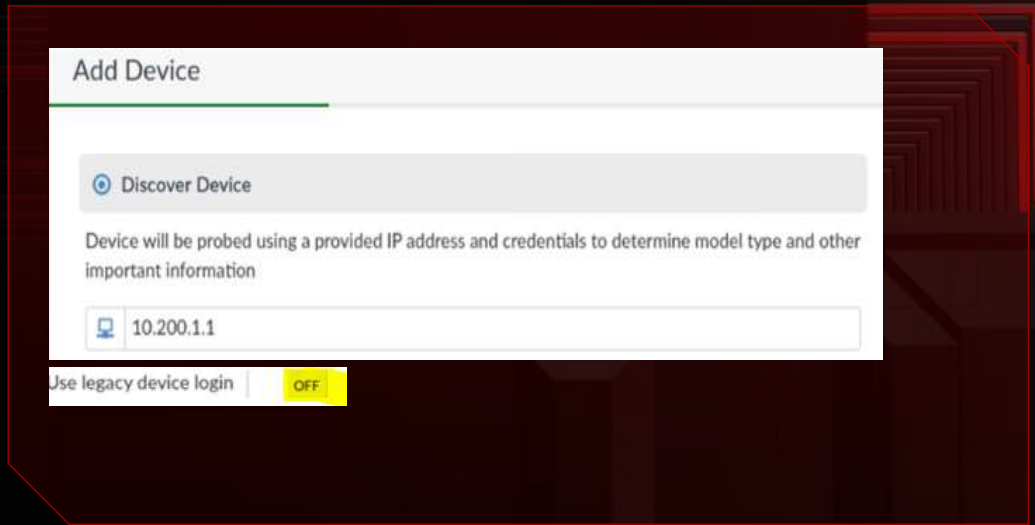 Add Device
Discover Device
Device will be probed using a provided IP address and credentials to determine model type and other
important information
10.200.1.1
Use legacy device login OFF